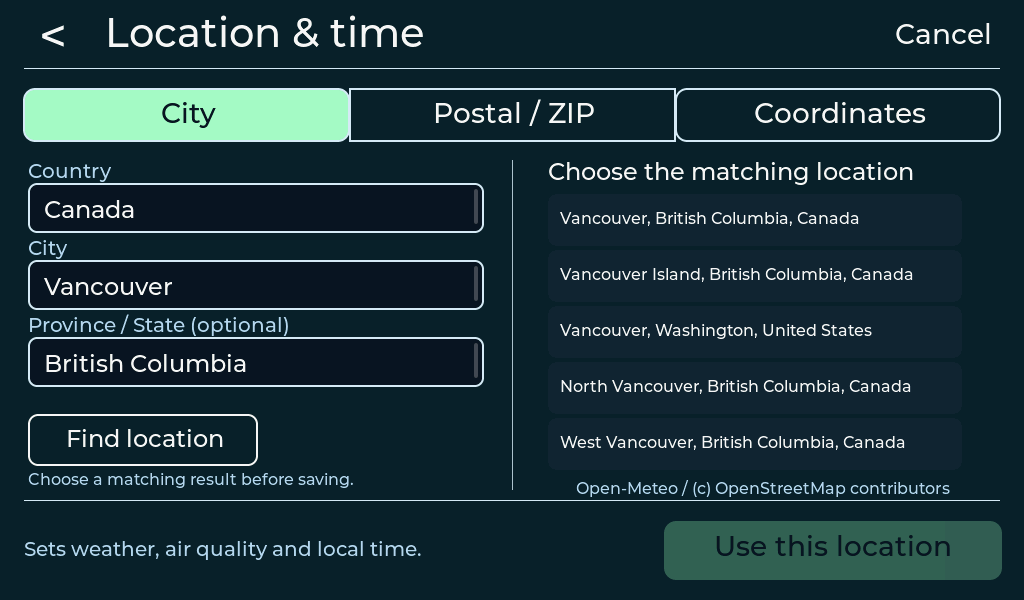 < Location & time Cancel
City Postal / ZIP Coordinates
Country
Canada
City
Vancouver
Province / State (optional)
British Columbia
Find location
Choose a matching result before saving.
Choose the matching location
Vancouver, British Columbia, Canada
Vancouver Island, British Columbia, Canada
Vancouver, Washington, United States
North Vancouver, British Columbia, Canada
West Vancouver, British Columbia, Canada
Open-Meteo / (c) OpenStreetMap contributors
Sets weather, air quality and local time.
Use this location